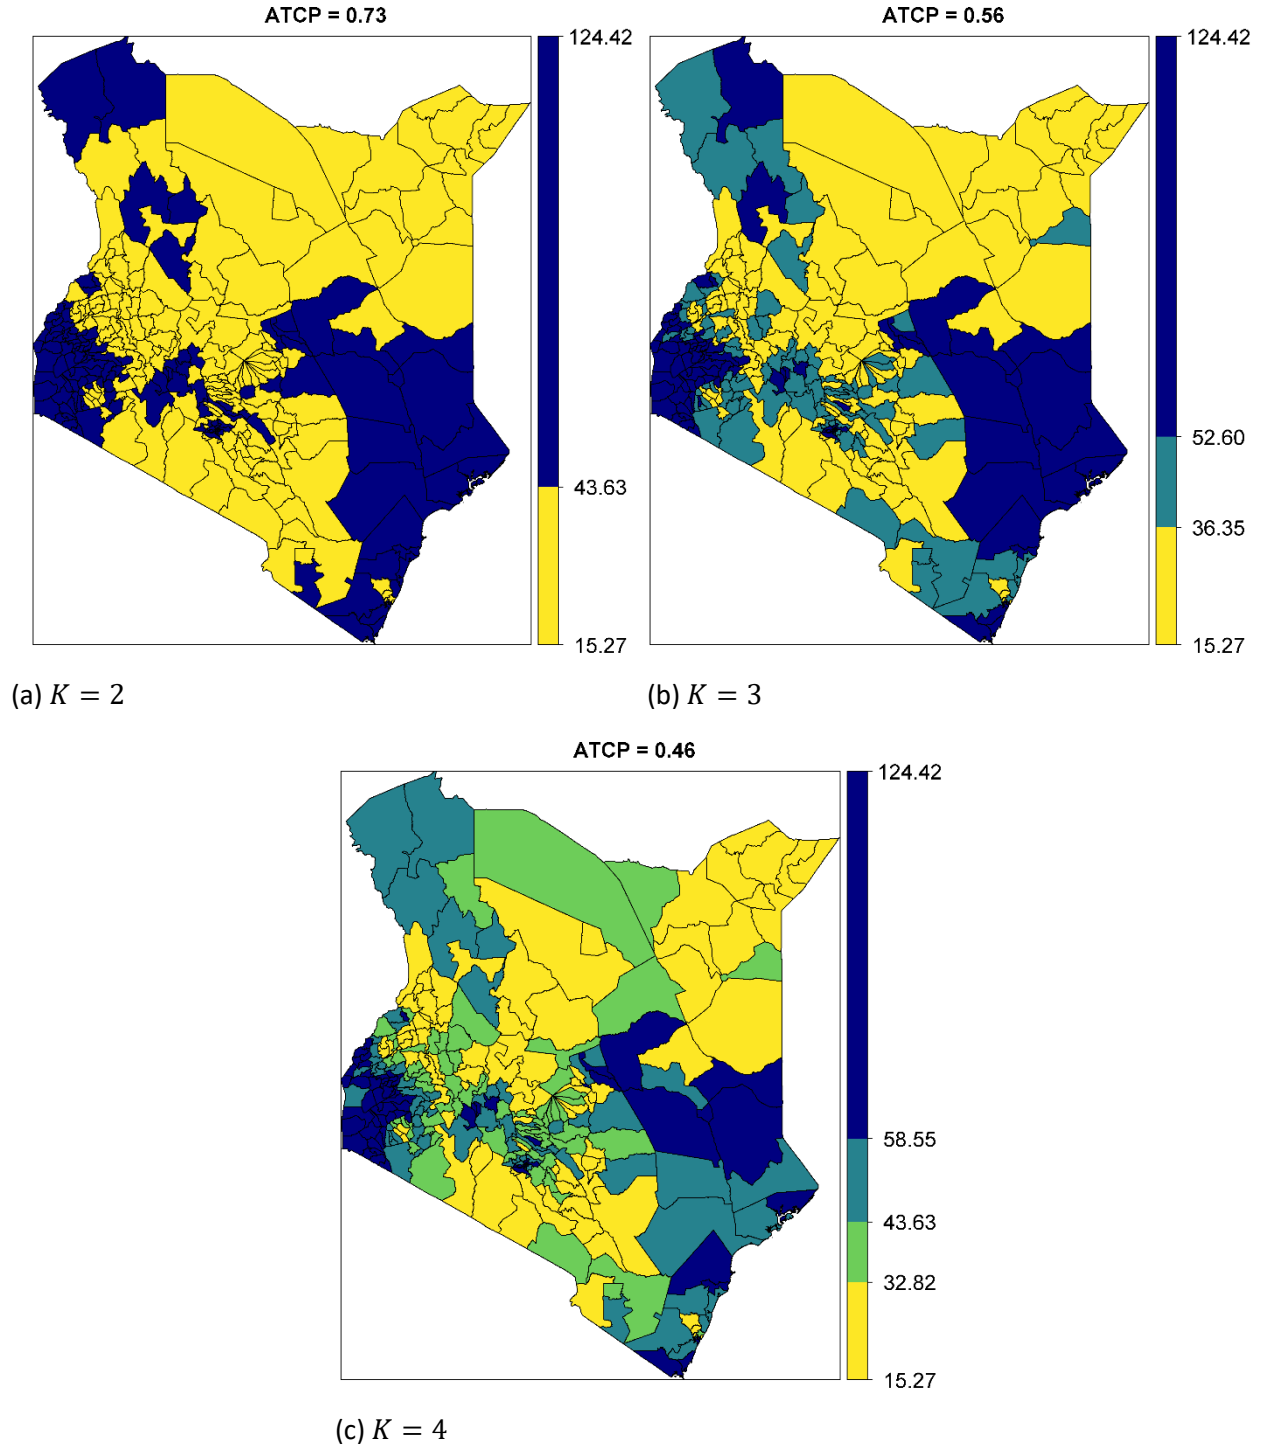 ATCP = 0.73
124.42
43.63
15.27
(a) K = 2
ATCP = 0.56
124.42
52.60
36.35
15.27
(b) K = 3
ATCP = 0.46
124.42
58.55
43.63
32.82
15.27
(c) K = 4